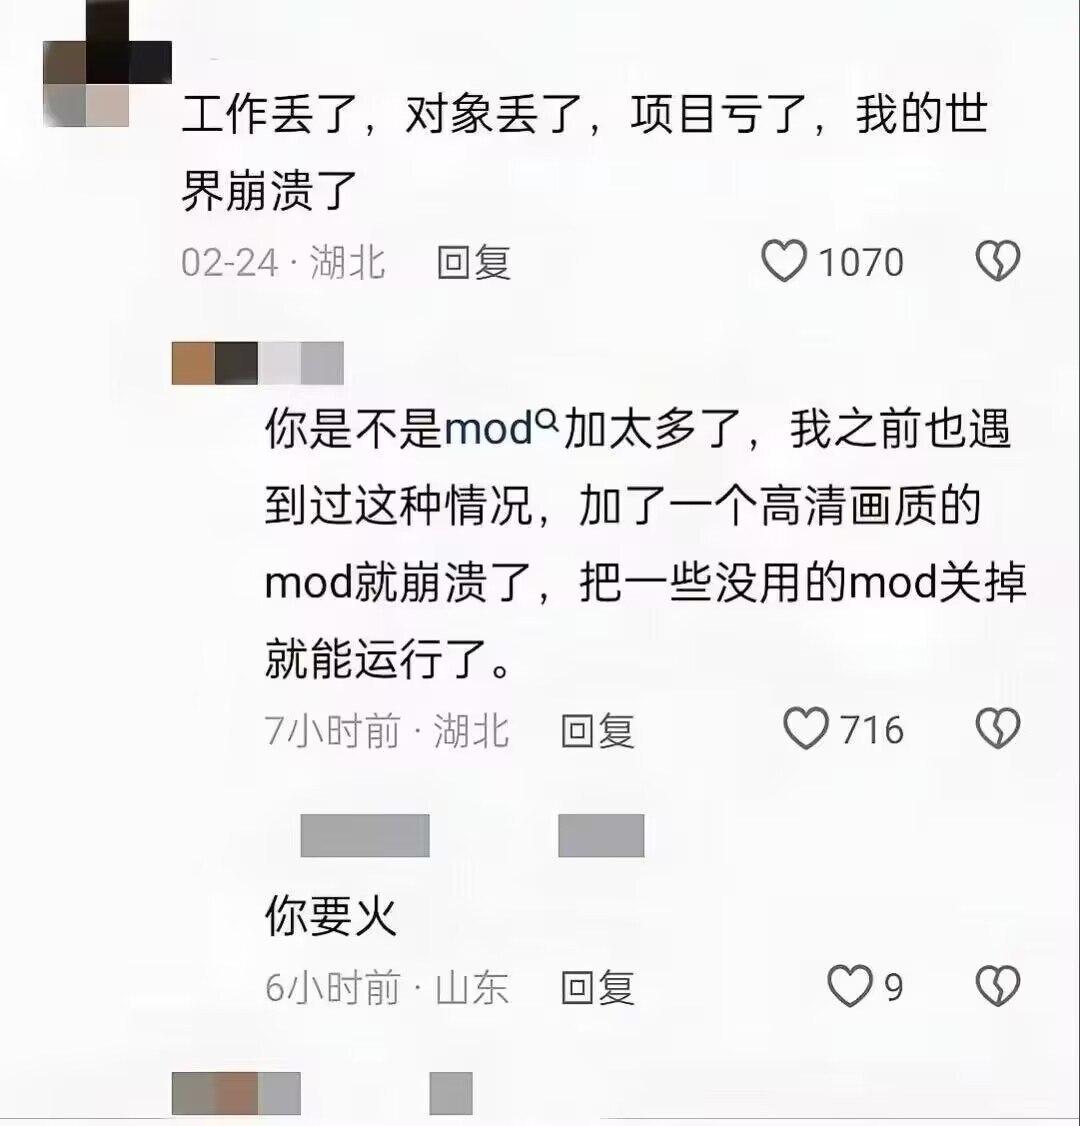 工作丢了，对象丢了，项目亏了，我的世
界崩溃了
02-24 · 湖北 回复 1070
你是不是mod加太多了，我之前也遇
到过这种情况，加了一个高清画质的
mod就崩溃了，把一些没用的mod关掉
就能运行了。
7小时前 · 湖北 回复 716
你要火
6小时前 · 山东 回复 9